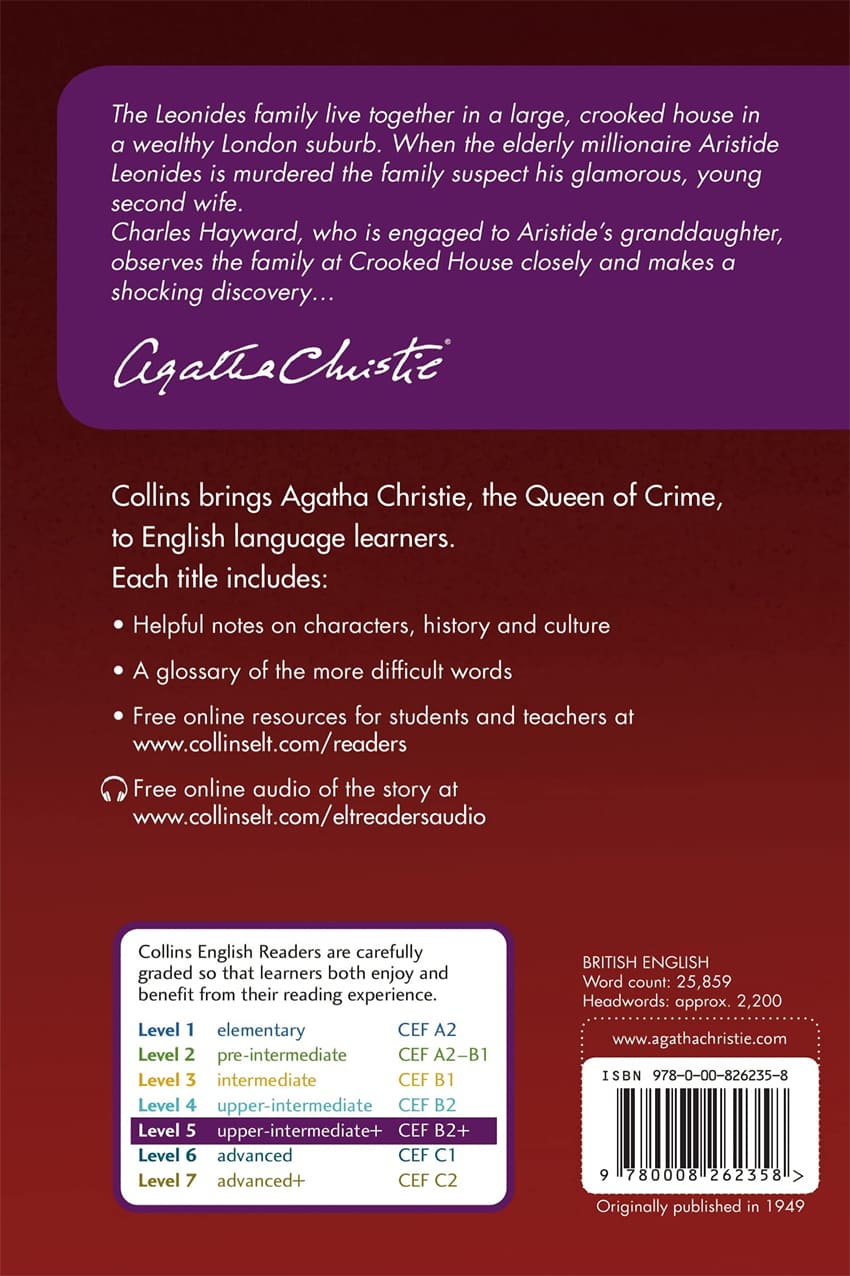 The Leonides family live together in a large, crooked house in
a wealthy London suburb. When the elderly millionaire Aristide
Leonides is murdered the family suspect his glamorous, young
second wife.
Charles Hayward, who is engaged to Aristide's granddaughter,
observes the family at Crooked House closely and makes a
shocking discovery...
Agatha Christie®
Collins brings Agatha Christie, the Queen of Crime,
to English language learners.
Each title includes:
• Helpful notes on characters, history and culture
• A glossary of the more difficult words
• Free online resources for students and teachers at
www.collinselt.com/readers
Free online audio of the story at
www.collinselt.com/eltreadersaudio
Collins English Readers are carefully
graded so that learners both enjoy and
benefit from their reading experience.
Level 1 elementary CEF A2
Level 2 pre-intermediate CEF A2–B1
Level 3 intermediate CEF B1
Level 4 upper-intermediate CEF B2
Level 5 upper-intermediate+ CEF B2+
Level 6 advanced CEF C1
Level 7 advanced+ CEF C2
BRITISH ENGLISH
Word count: 25,859
Headwords: approx. 2,200
www.agathachristie.com
ISBN 978-0-00-826235-8
9 780008 262358 >
Originally published in 1949